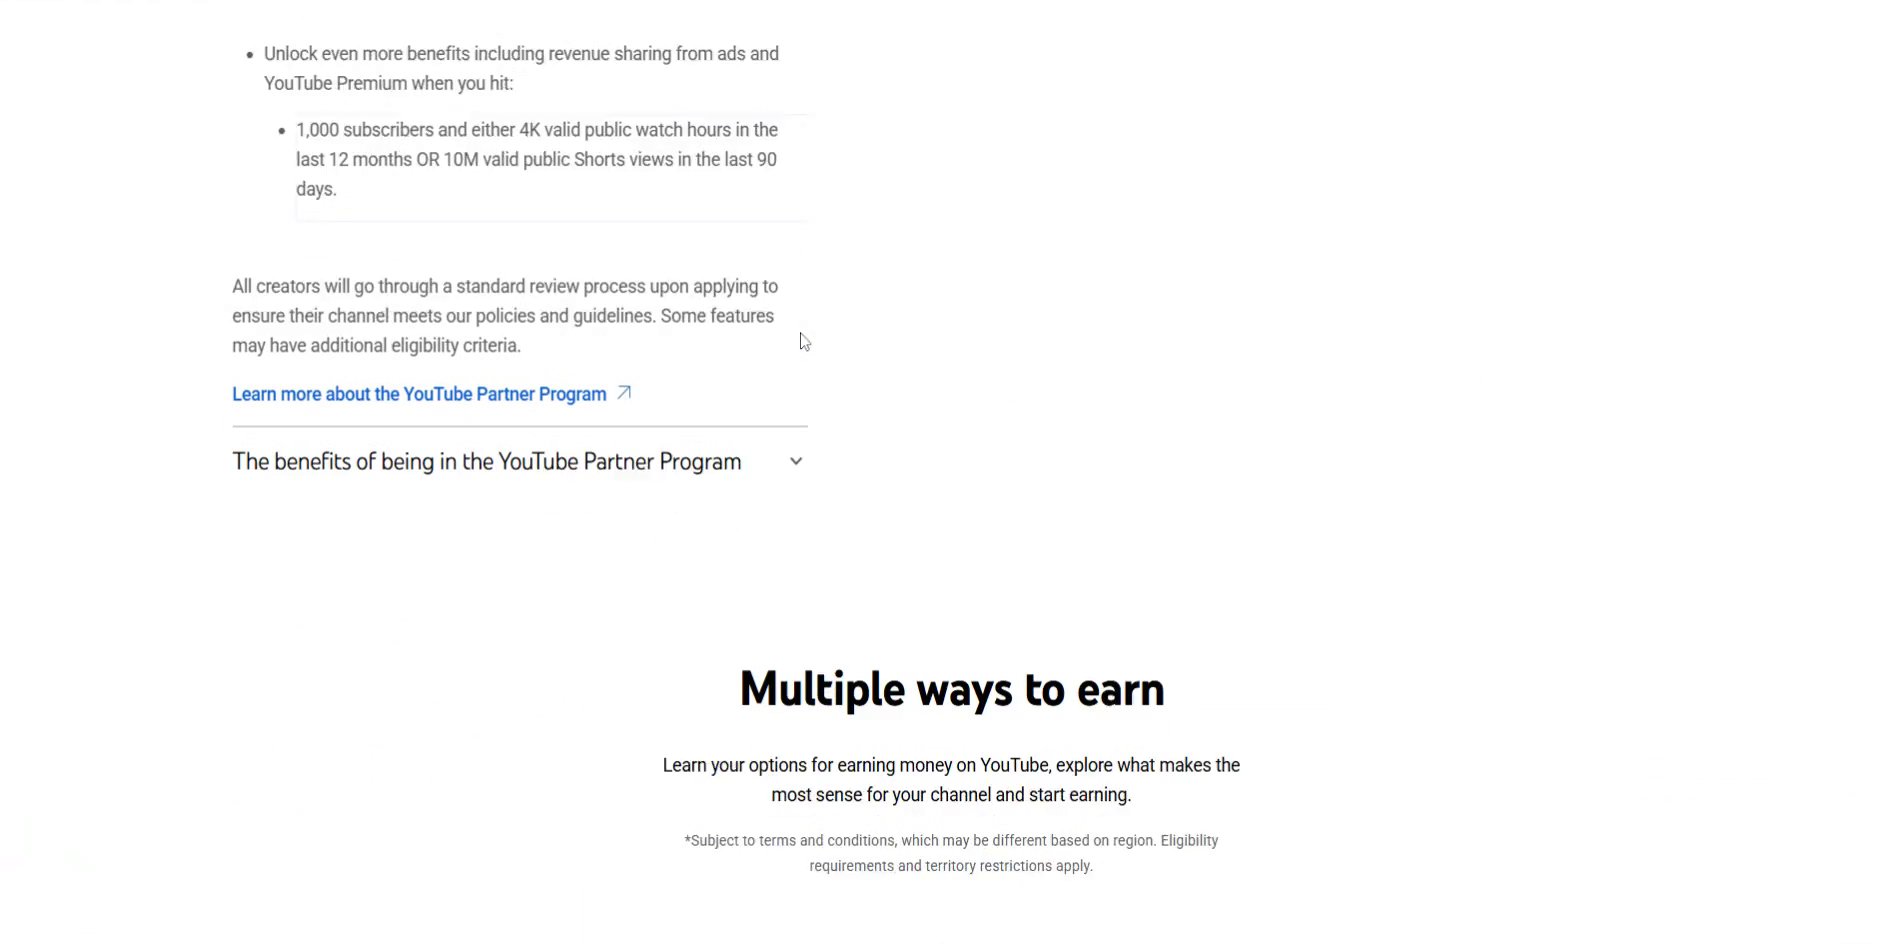 Unlock even more benefits including revenue sharing from ads and
YouTube Premium when you hit:
1,000 subscribers and either 4K valid public watch hours in the
last 12 months OR 10M valid public Shorts views in the last 90
days.
All creators will go through a standard review process upon applying to
ensure their channel meets our policies and guidelines. Some features
may have additional eligibility criteria.
Learn more about the YouTube Partner Program
The benefits of being in the YouTube Partner Program
Multiple ways to earn
Learn your options for earning money on YouTube, explore what makes the
most sense for your channel and start earning.
*Subject to terms and conditions, which may be different based on region. Eligibility
requirements and territory restrictions apply.